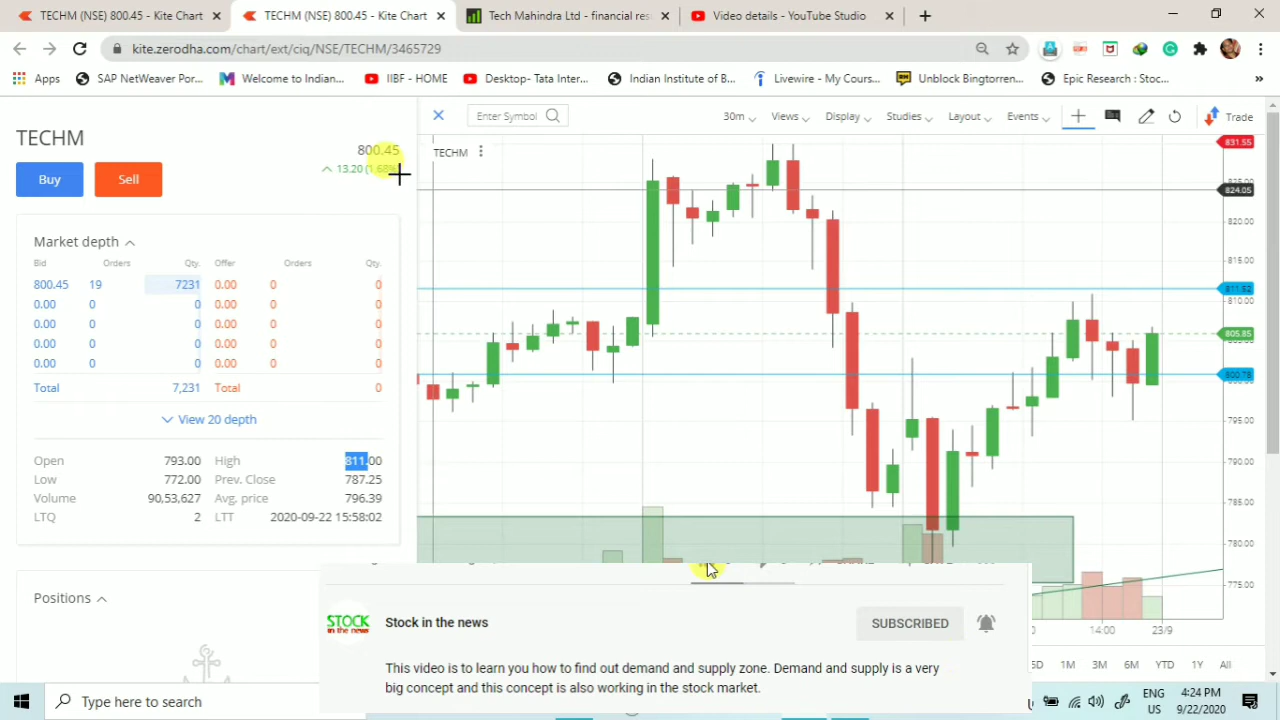 TECHM (NSE) 800.45 - Kite Chart
TECHM (NSE) 800.45 - Kite Chart
Tech Mahindra Ltd - financial res
Video details - YouTube Studio
kite.zerodha.com/chart/ext/ciq/NSE/TECHM/3465729
Apps
SAP NetWeaver Por...
Welcome to Indian...
IIBF - HOME
Desktop- Tata Inter...
Indian Institute of B...
Livewire - My Cours...
Unblock Bingtorren...
Epic Research : Stoc...
»
TECHM
800.45
13.20 (1.68%)
Buy
Sell
Market depth
Bid Orders Qty. Offer Orders Qty.
800.45 19 7231 0.00 0 0
0.00 0 0 0.00 0 0
0.00 0 0 0.00 0 0
0.00 0 0 0.00 0 0
0.00 0 0 0.00 0 0
Total 7,231 Total 0
View 20 depth
Open 793.00 High 811.00
Low 772.00 Prev. Close 787.25
Volume 90,53,627 Avg. price 796.39
LTQ 2 LTT 2020-09-22 15:58:02
Positions
Enter Symbol
30m Views Display Studies Layout Events
Trade
TECHM
831.55
824.05
820.00
815.00
811.52
810.00
805.85
800.78
795.00
790.00
785.00
780.00
775.00
14:00 23/9
5D 1M 3M 6M YTD 1Y All
STOCK
in the news
Stock in the news
SUBSCRIBED
This video is to learn you how to find out demand and supply zone. Demand and supply is a very
big concept and this concept is also working in the stock market.
Type here to search
ENG
US
4:24 PM
9/22/2020